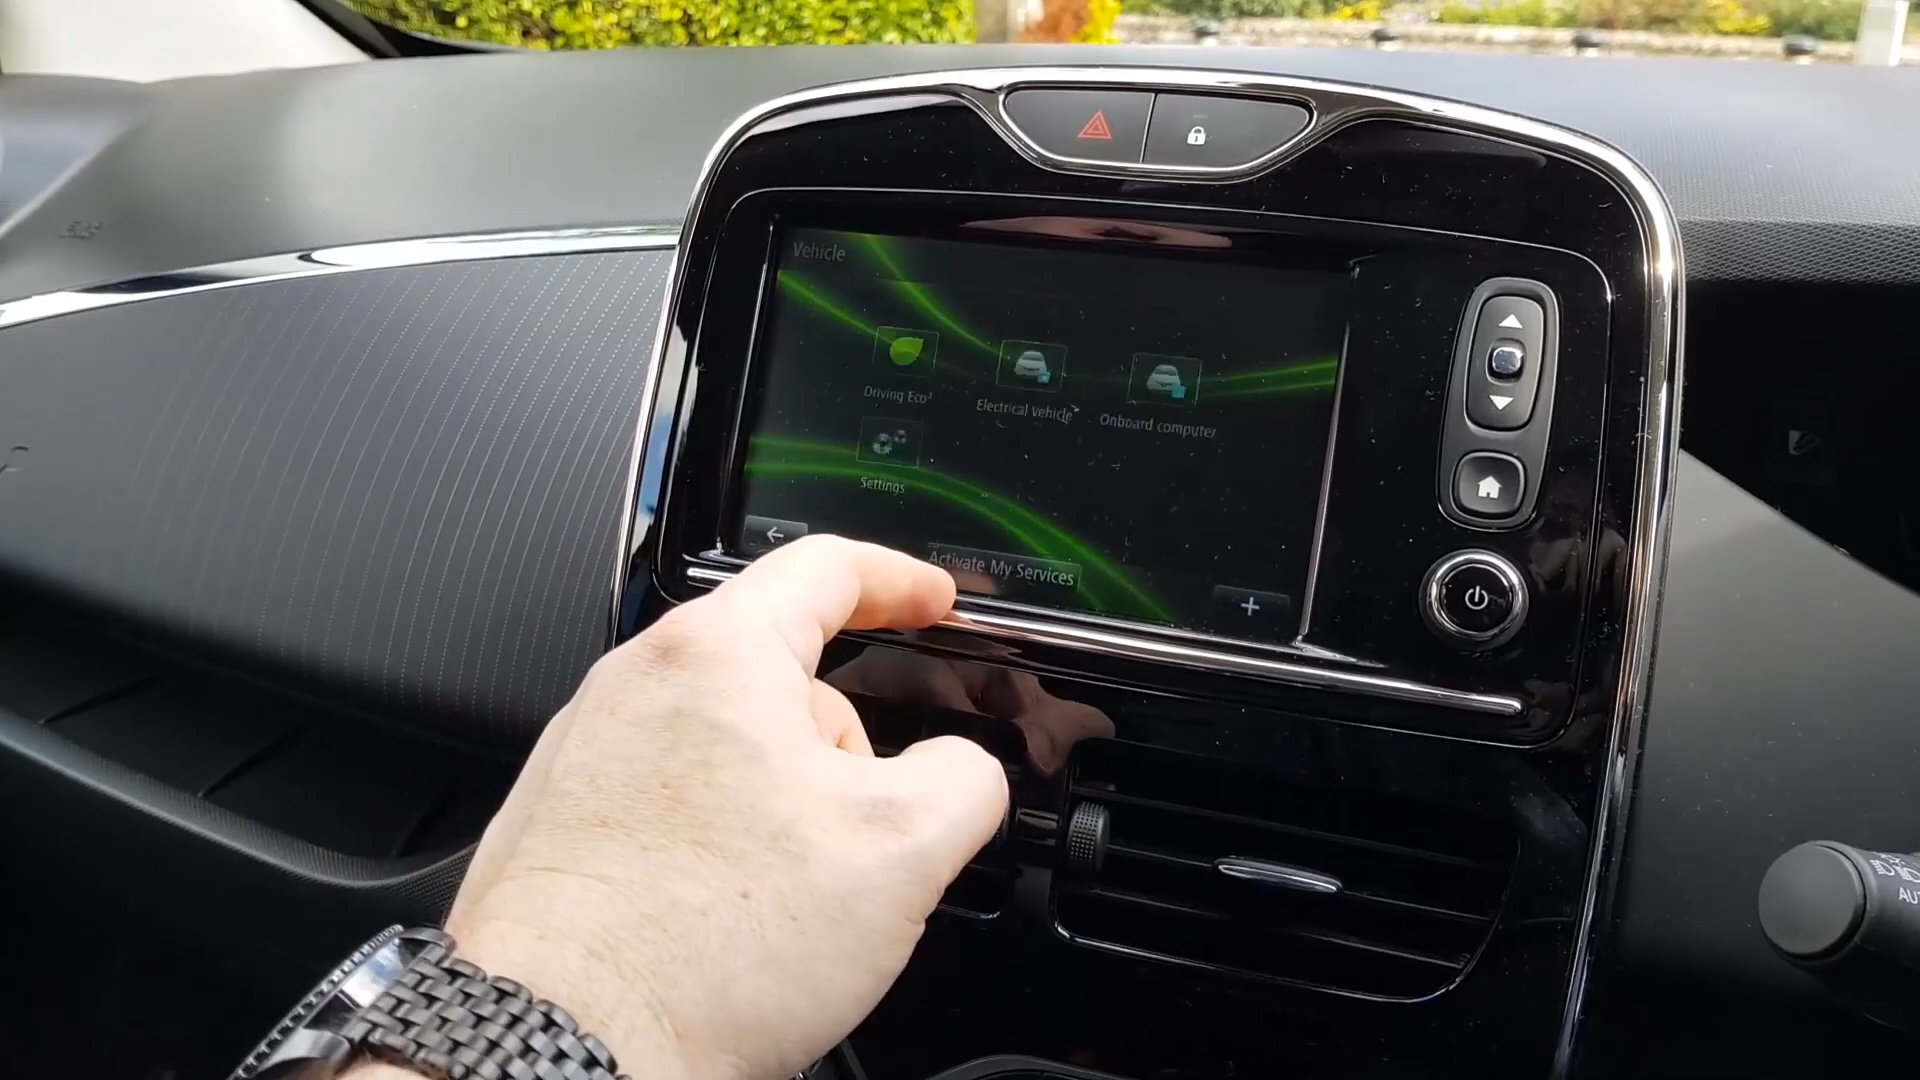 Vehicle
Driving Eco²
Electrical vehicle
Onboard computer
Settings
Activate My Services